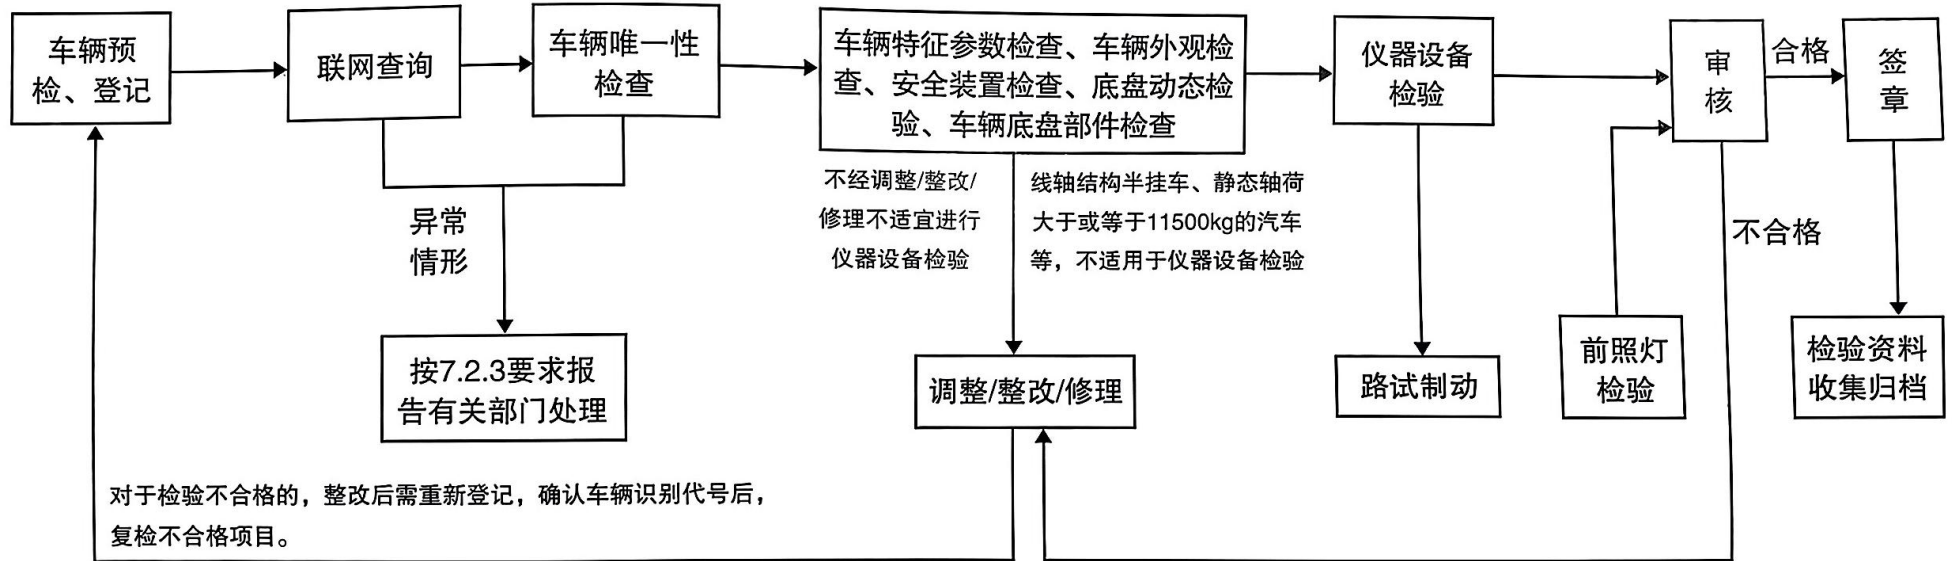 车辆预
检、登记
联网查询
车辆唯一性
检查
车辆特征参数检查、车辆外观检
查、安全装置检查、底盘动态检
验、车辆底盘部件检查
仪器设备
检验
审
核
合格
签
章
不经调整/整改/
修理不适宜进行
仪器设备检验
线轴结构半挂车、静态轴荷
大于或等于11500kg的汽车
等，不适用于仪器设备检验
异常
情形
不合格
按7.2.3要求报
告有关部门处理
调整/整改/修理
路试制动
前照灯
检验
检验资料
收集归档
对于检验不合格的，整改后需重新登记，确认车辆识别代号后，
复检不合格项目。